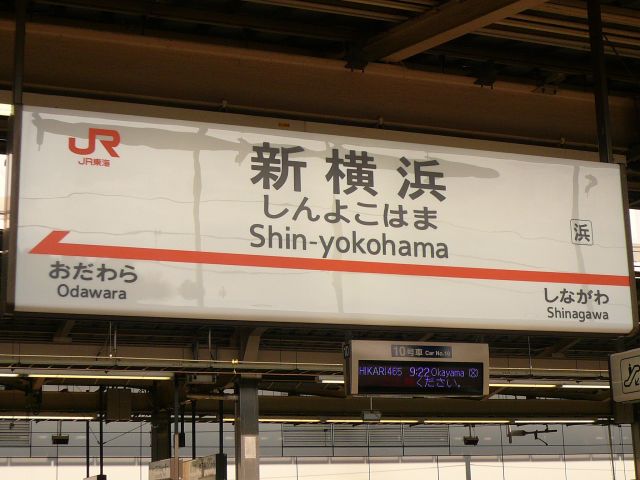 JR
JR東海
新横浜
しんよこはま
Shin-yokohama
浜
おだわら
Odawara
しながわ
Shinagawa
10号車 Car No.10
HIKARI465 9:22 Okayama
ください。